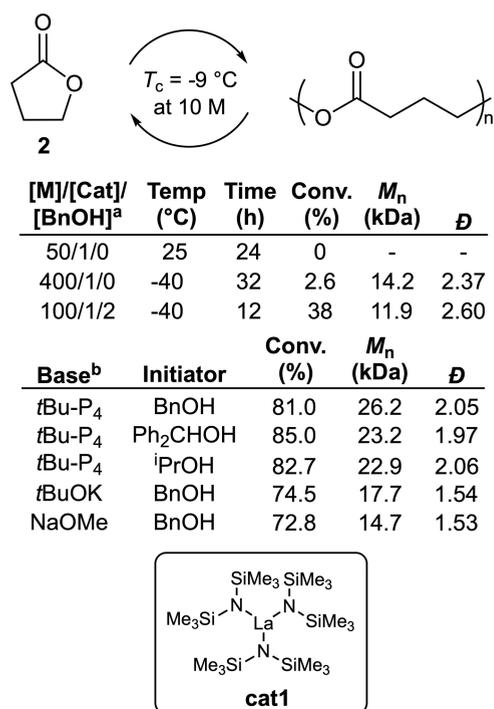 O
O
2
Tc = -9 °C
at 10 M
O
O
n
[M]/[Cat]/ Temp Time Conv. Mn
[BnOH]a (°C) (h) (%) (kDa) Đ
50/1/0 25 24 0 - -
400/1/0 -40 32 2.6 14.2 2.37
100/1/2 -40 12 38 11.9 2.60
Conv. Mn
Baseb Initiator (%) (kDa) Đ
tBu-P4 BnOH 81.0 26.2 2.05
tBu-P4 Ph2CHOH 85.0 23.2 1.97
tBu-P4 iPrOH 82.7 22.9 2.06
tBuOK BnOH 74.5 17.7 1.54
NaOMe BnOH 72.8 14.7 1.53
SiMe3 SiMe3
Me3Si N N SiMe3
La
N
Me3Si SiMe3
cat1